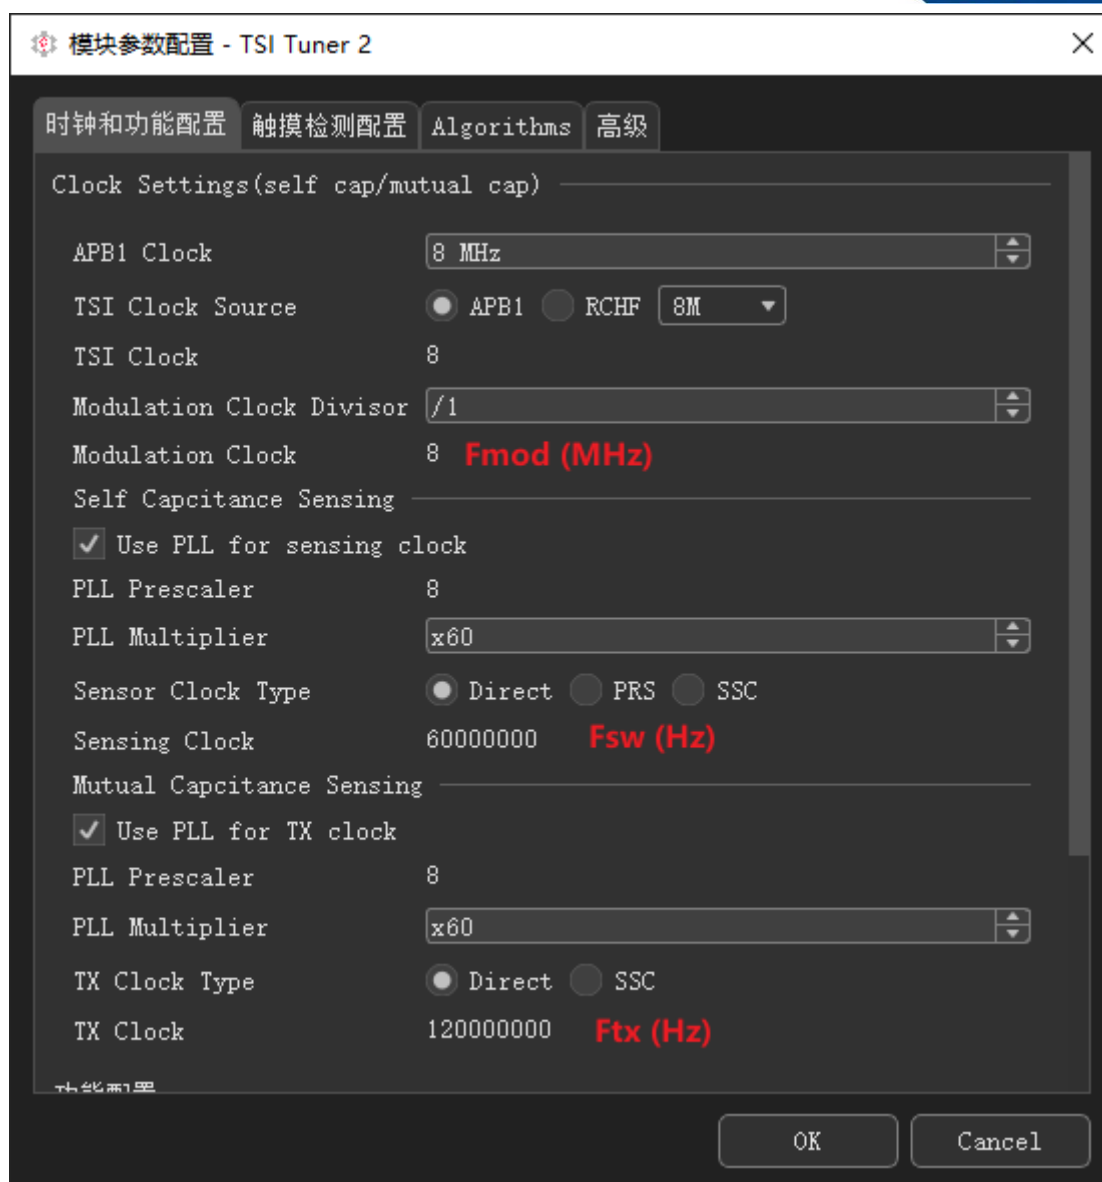 模块参数配置 - TSI Tuner 2
时钟和功能配置 触摸检测配置 Algorithms 高级
Clock Settings(self cap/mutual cap)
APB1 Clock 8 MHz
TSI Clock Source APB1 RCHF 8M
TSI Clock 8
Modulation Clock Divisor /1
Modulation Clock 8 Fmod (MHz)
Self Capcitance Sensing
Use PLL for sensing clock
PLL Prescaler 8
PLL Multiplier x60
Sensor Clock Type Direct PRS SSC
Sensing Clock 60000000 Fsw (Hz)
Mutual Capcitance Sensing
Use PLL for TX clock
PLL Prescaler 8
PLL Multiplier x60
TX Clock Type Direct SSC
TX Clock 120000000 Ftx (Hz)
功能配置
OK Cancel